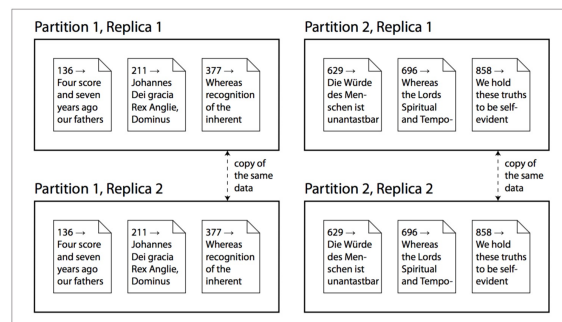 Partition 1, Replica 1
136 →
Four score
and seven
years ago
our fathers
211 →
Johannes
Dei gracia
Rex Anglie,
Dominus
377 →
Whereas
recognition
of the
inherent
Partition 2, Replica 1
629 →
Die Würde
des Men-
schen ist
unantastbar
696 →
Whereas
the Lords
Spiritual
and Tempo-
858 →
We hold
these truths
to be self-
evident
copy of
the same
data
copy of
the same
data
Partition 1, Replica 2
136 →
Four score
and seven
years ago
our fathers
211 →
Johannes
Dei gracia
Rex Anglie,
Dominus
377 →
Whereas
recognition
of the
inherent
Partition 2, Replica 2
629 →
Die Würde
des Men-
schen ist
unantastbar
696 →
Whereas
the Lords
Spiritual
and Tempo-
858 →
We hold
these truths
to be self-
evident